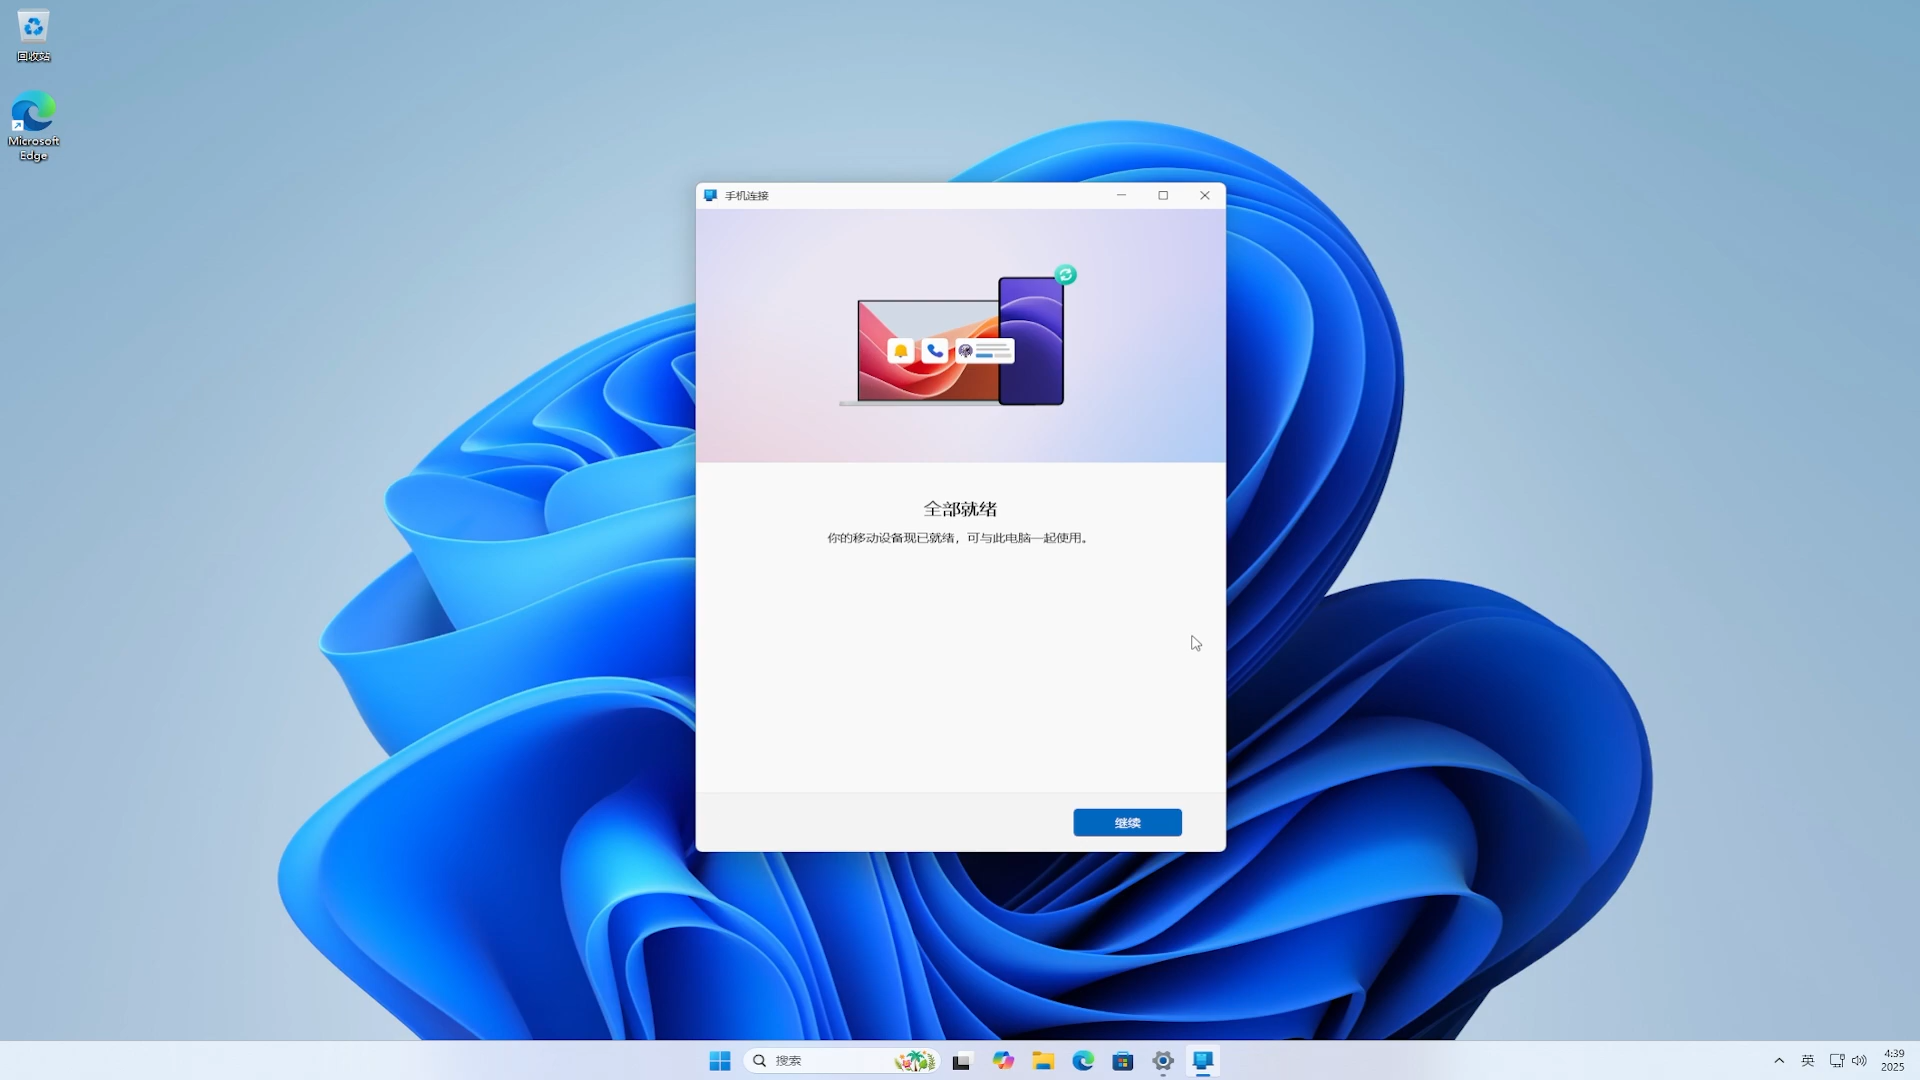 回收站
Microsoft
Edge
手机连接
全部就绪
你的移动设备现已就绪，可与此电脑一起使用。
继续
搜索
英
4:39
2025